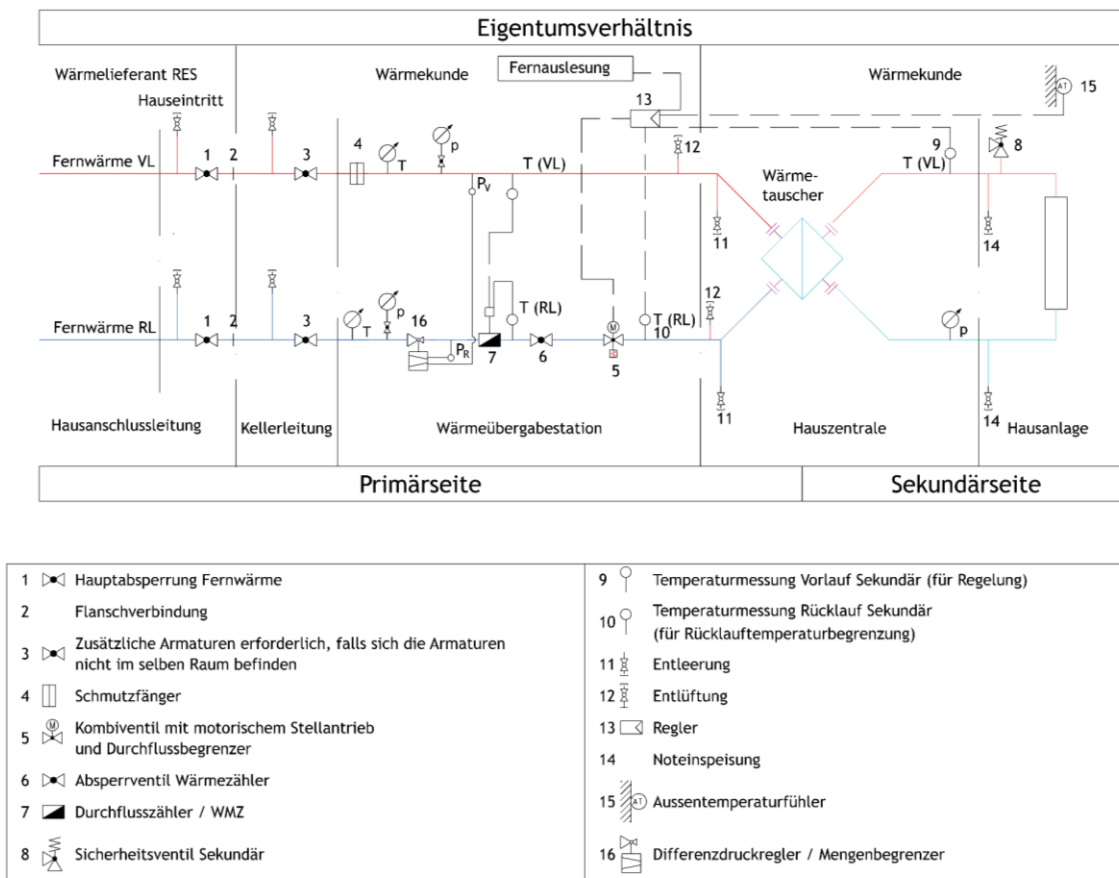 Eigentumsverhältnis
Wärmelieferant RES
Wärmekunde
Fernauslesung
Wärmekunde
Hauseintritt
13
15
AT
12
9
8
4
p
1
2
3
T
T (VL)
T (VL)
Fernwärme VL
Wärme-
tauscher
PV
11
14
12
p
16
T (RL)
M
T (RL)
p
1
2
3
T
10
Fernwärme RL
PR
7
6
5
11
14
Hausanschlussleitung
Kellerleitung
Wärmeübergabestation
Hauszentrale
Hausanlage
Primärseite
Sekundärseite
1 Hauptabsperrung Fernwärme
2 Flanschverbindung
3 Zusätzliche Armaturen erforderlich, falls sich die Armaturen
nicht im selben Raum befinden
4 Schmutzfänger
5 M Kombiventil mit motorischem Stellantrieb
und Durchflussbegrenzer
6 Absperrventil Wärmezähler
7 Durchflusszähler / WMZ
8 Sicherheitsventil Sekundär
9 Temperaturmessung Vorlauf Sekundär (für Regelung)
10 Temperaturmessung Rücklauf Sekundär
(für Rücklauftemperaturbegrenzung)
11 Entleerung
12 Entlüftung
13 Regler
14 Noteinspeisung
15 AT Aussentemperaturfühler
16 Differenzdruckregler / Mengenbegrenzer